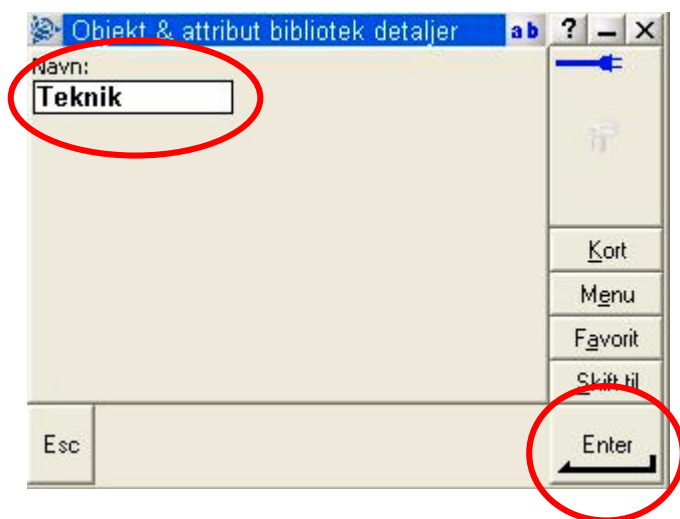 Objekt & attribut bibliotek detaljer ab ? – ×
Navn:
Teknik
Kort
Menu
Favorit
Skift til
Esc
Enter